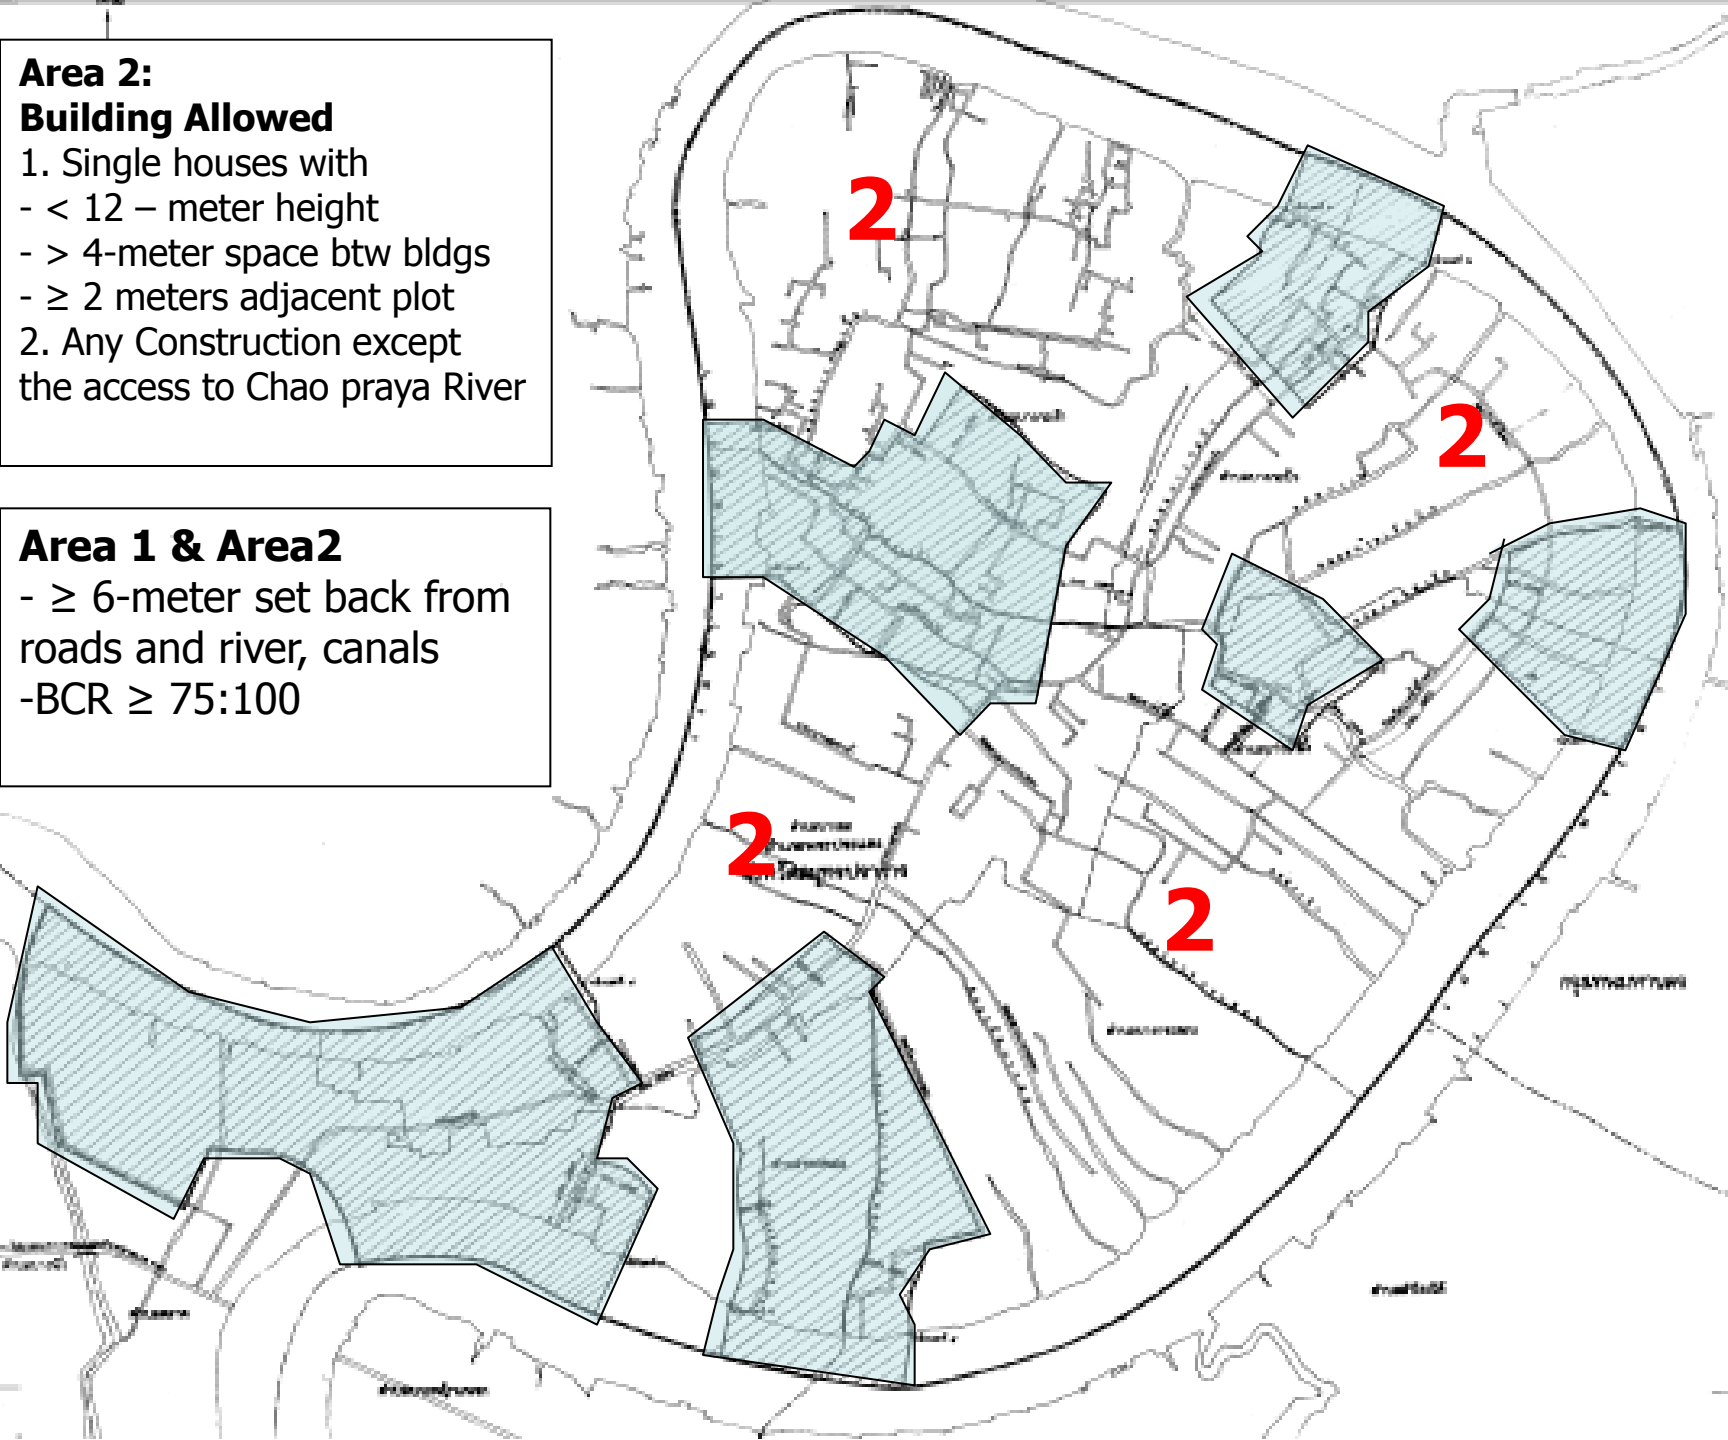 Area 2:
Building Allowed
1. Single houses with
- < 12 – meter height
- > 4-meter space btw bldgs
- ≥ 2 meters adjacent plot
2. Any Construction except
the access to Chao praya River
Area 1 & Area2
- ≥ 6-meter set back from
roads and river, canals
-BCR ≥ 75:100
2
2
2
2